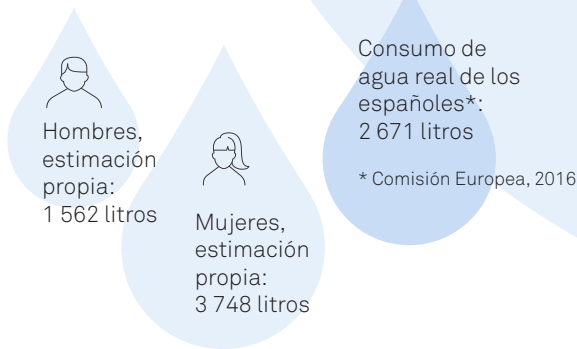 Hombres,
estimación
propia:
1 562 litros
Mujeres,
estimación
propia:
3 748 litros
Consumo de
agua real de los
españoles*:
2 671 litros
* Comisión Europea, 2016